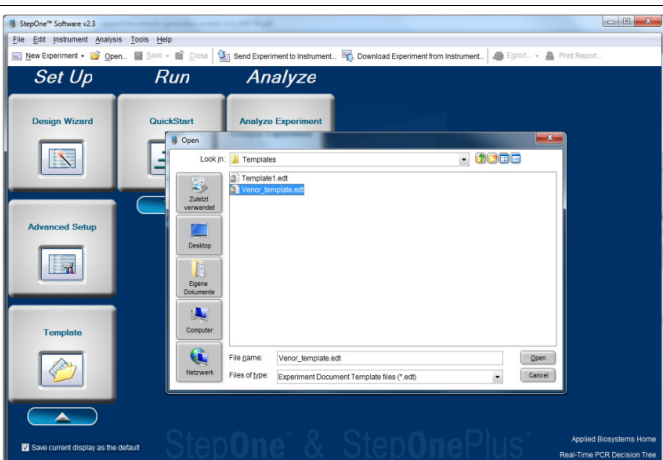 StepOne™ Software v2.3
File Edit Instrument Analysis Tools Help
New Experiment Open... Save Close Send Experiment to Instrument... Download Experiment from Instrument... Export... Print Report...
Set Up Run Analyze
Design Wizard QuickStart Analyze Experiment
Open
Look in: Templates
Template1.edt
Venor_template.edt
Zuletzt verwendet
Desktop
Eigene Dokumente
Computer
Netzwerk
File name: Venor_template.edt Open
Files of type: Experiment Document Template files (*.edt) Cancel
Advanced Setup
Template
Save current display as the default
StepOne™ & StepOnePlus™
Applied Biosystems Home
Real-Time PCR Decision Tree